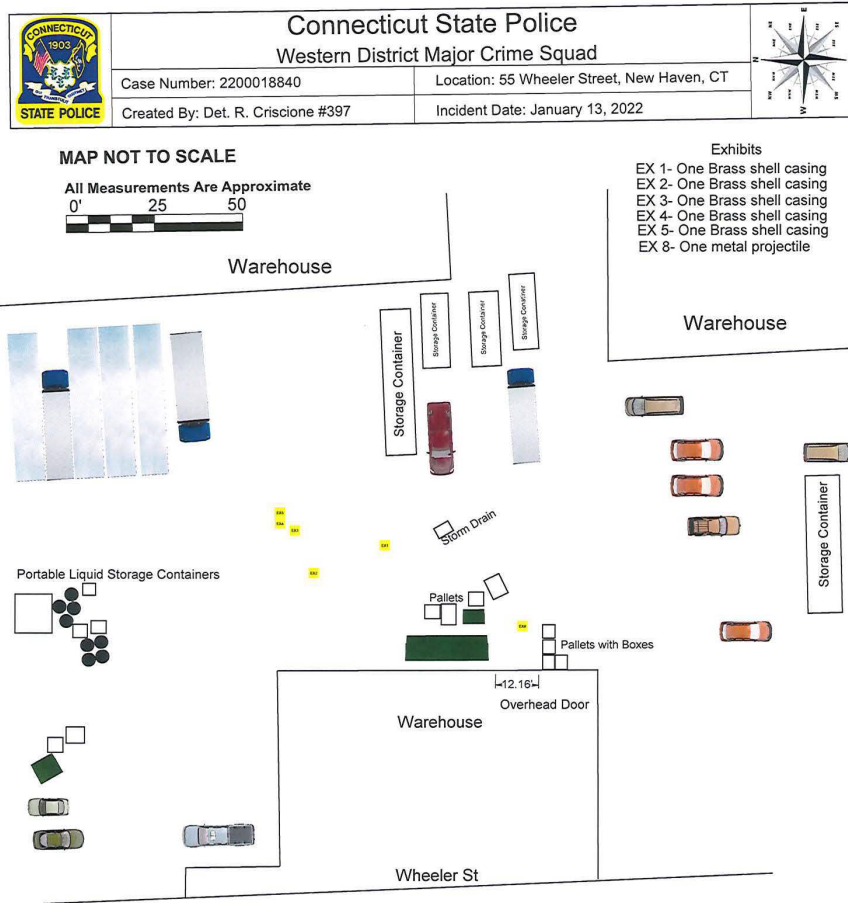 CONNECTICUT
1903
STATE POLICE
Connecticut State Police
Western District Major Crime Squad
Case Number: 2200018840
Location: 55 Wheeler Street, New Haven, CT
Created By: Det. R. Criscione #397
Incident Date: January 13, 2022
E
N
W
NE
SE
NW
SW
MAP NOT TO SCALE
All Measurements Are Approximate
0' 25 50
Exhibits
EX 1- One Brass shell casing
EX 2- One Brass shell casing
EX 3- One Brass shell casing
EX 4- One Brass shell casing
EX 5- One Brass shell casing
EX 8- One metal projectile
Warehouse
Warehouse
Storage Container
Storage Container
Storage Container
Storage Conatiner
Storage Container
Storm Drain
Portable Liquid Storage Containers
Pallets
Pallets with Boxes
12.16'
Overhead Door
Warehouse
Wheeler St